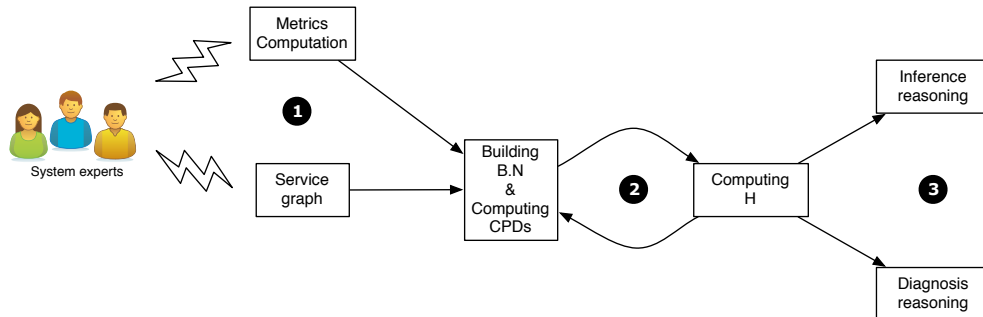 Metrics
Computation
1
System experts
Service
graph
Building
B.N
&
Computing
CPDs
2
Computing
H
Inference
reasoning
3
Diagnosis
reasoning